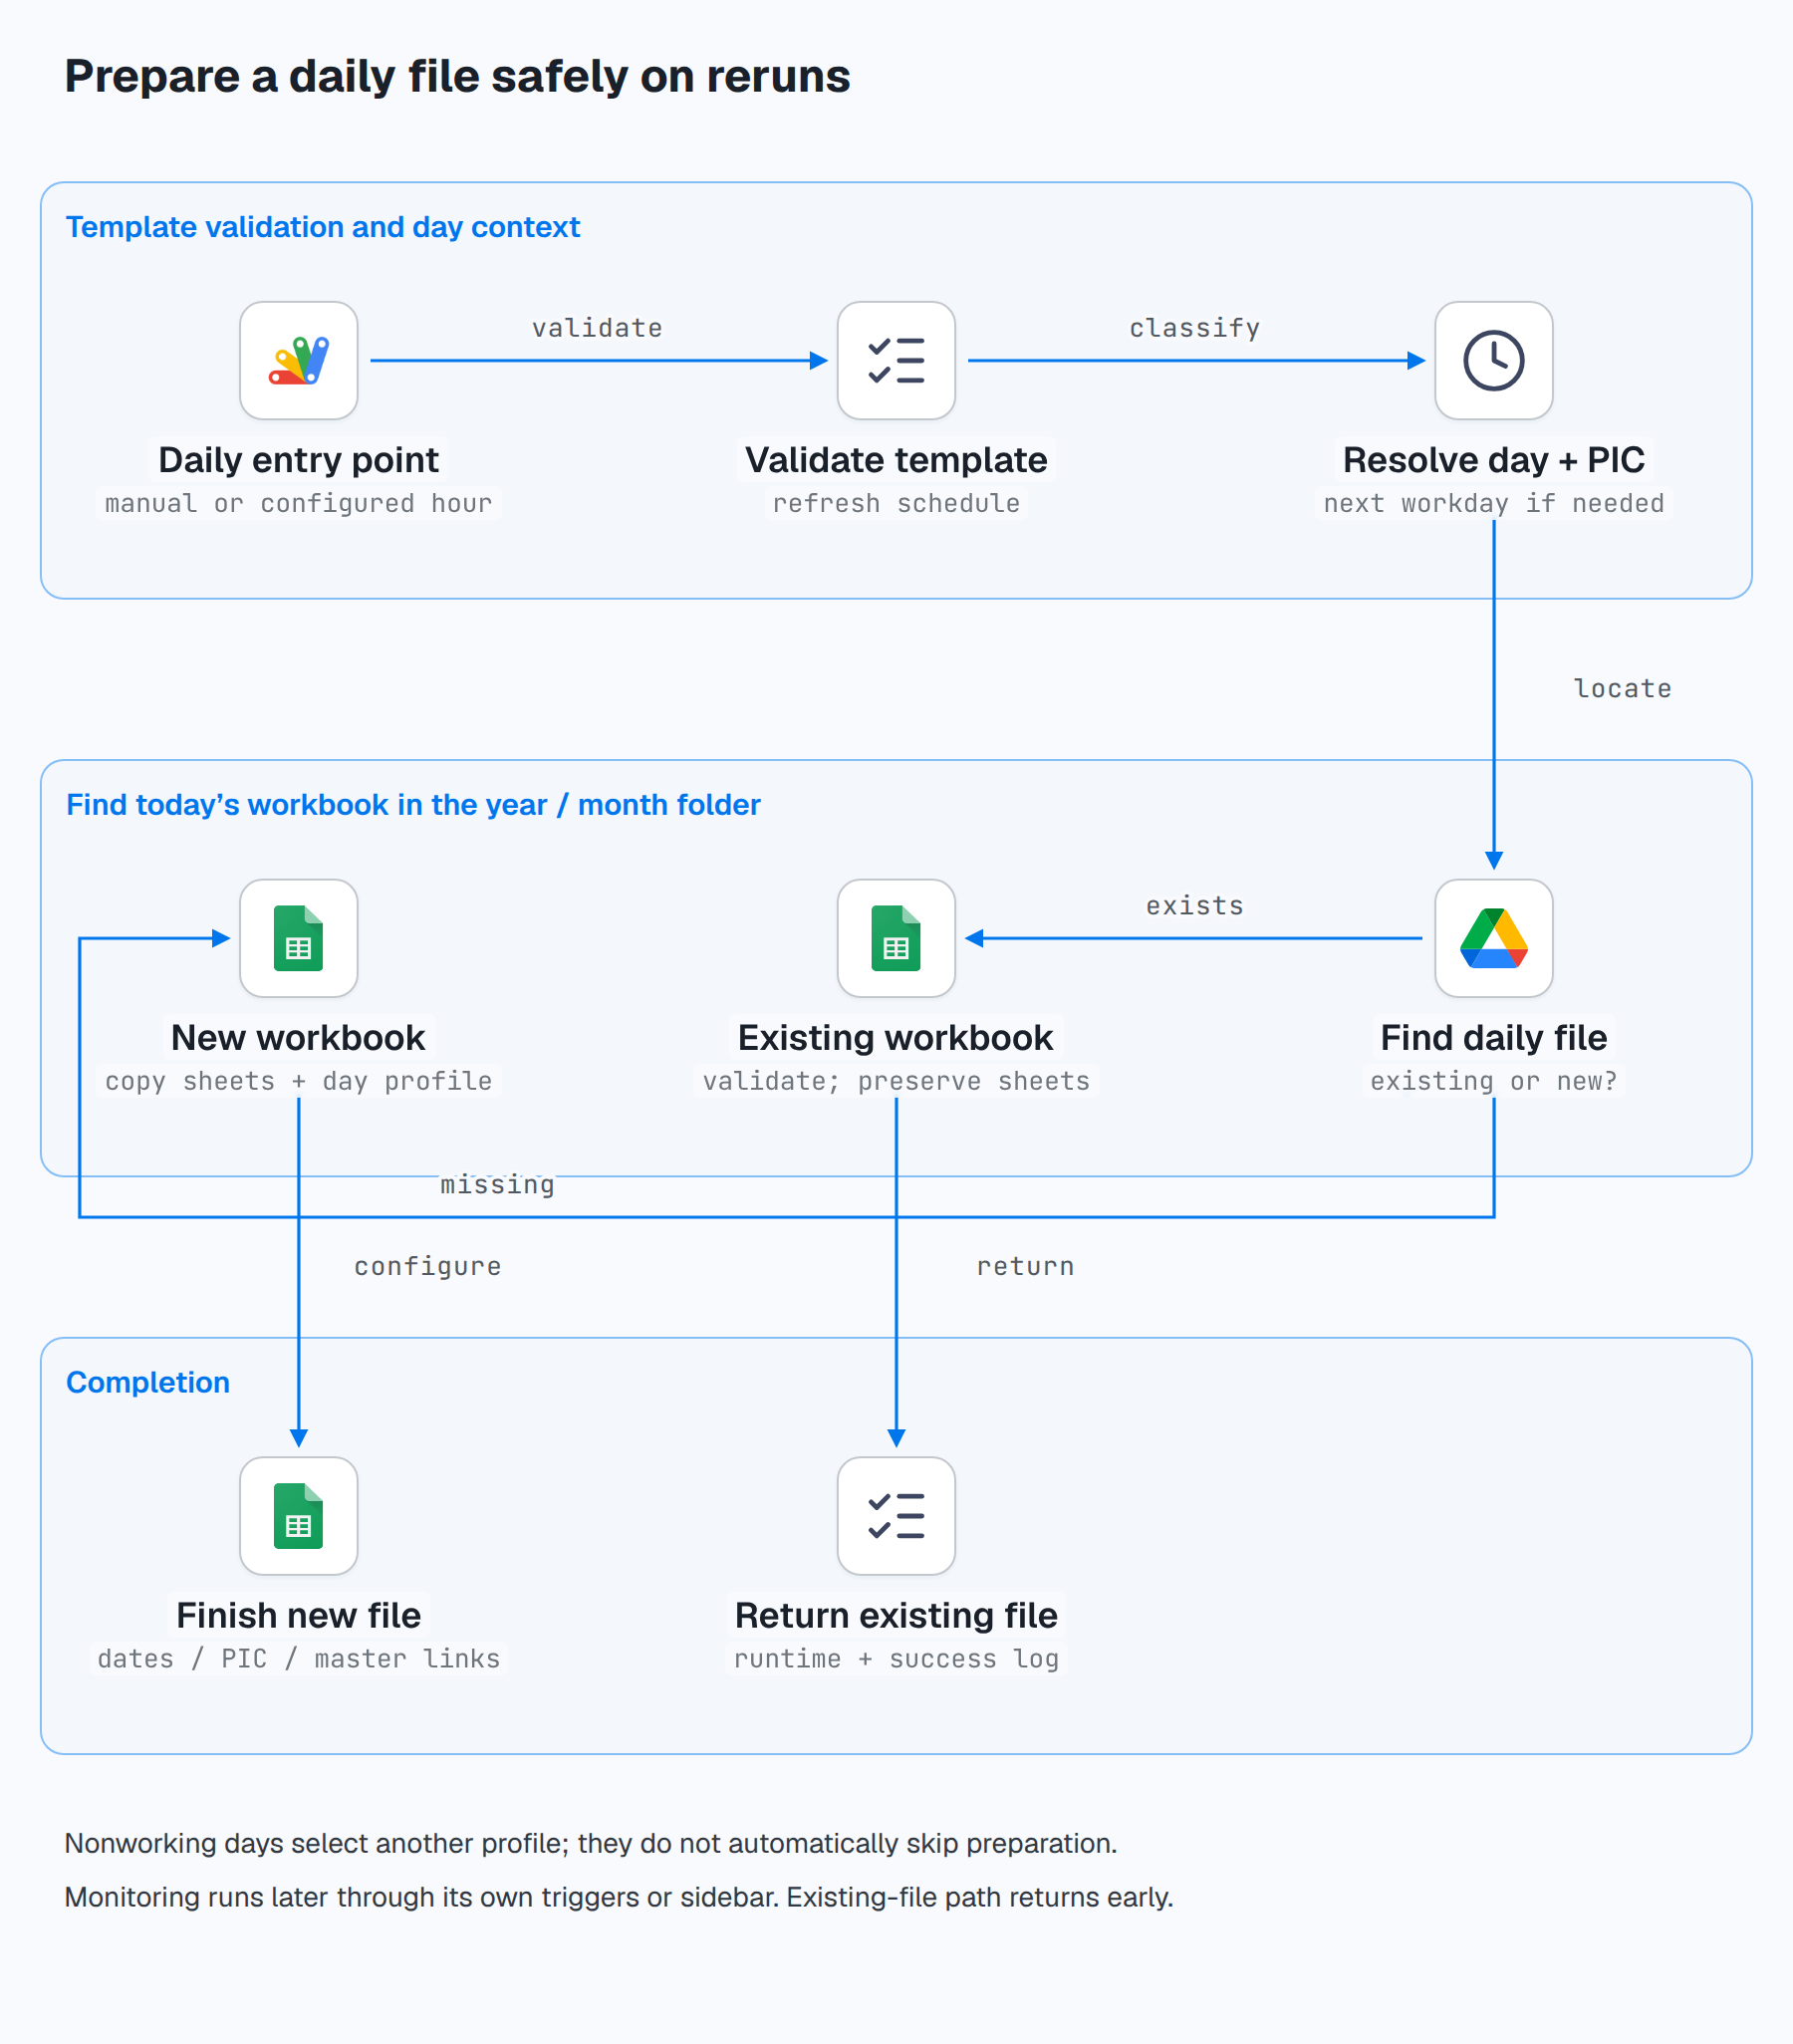 Prepare a daily file safely on reruns
Template validation and day context
validate
classify
Daily entry point
manual or configured hour
Validate template
refresh schedule
Resolve day + PIC
next workday if needed
locate
Find today’s workbook in the year / month folder
exists
New workbook
copy sheets + day profile
Existing workbook
validate; preserve sheets
Find daily file
existing or new?
missing
configure
return
Completion
Finish new file
dates / PIC / master links
Return existing file
runtime + success log
Nonworking days select another profile; they do not automatically skip preparation.
Monitoring runs later through its own triggers or sidebar. Existing-file path returns early.